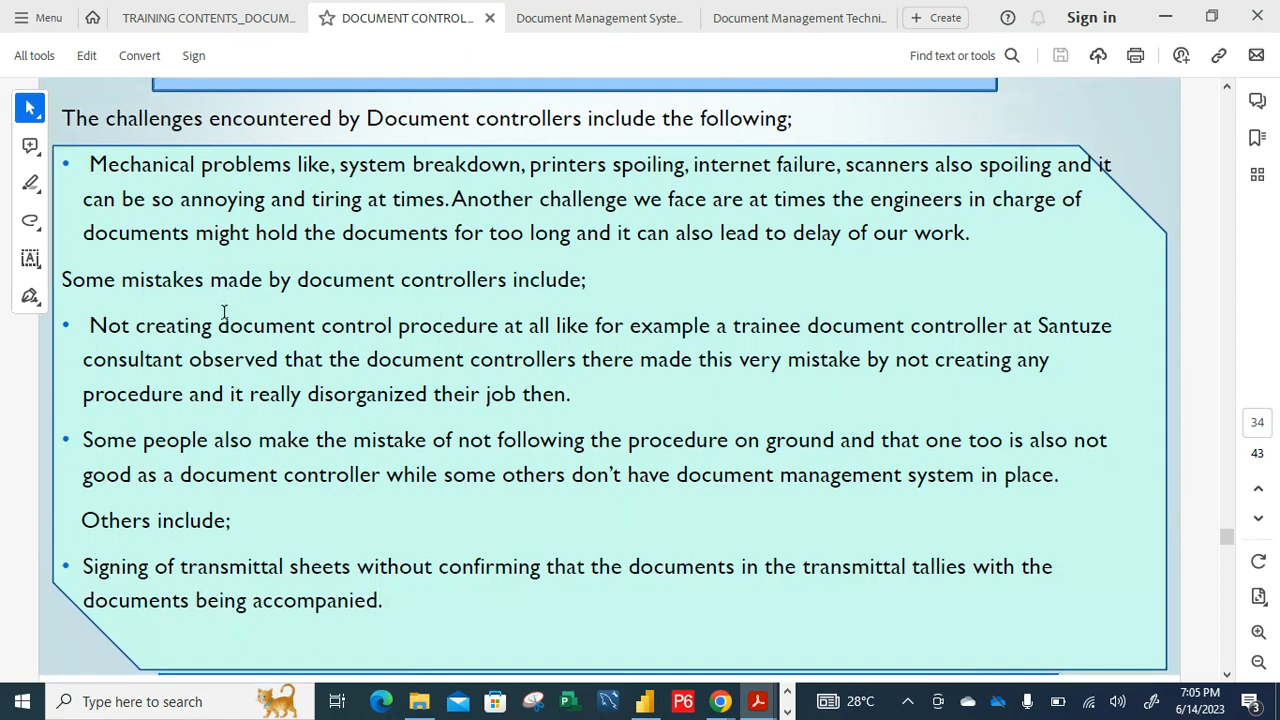 Menu
TRAINING CONTENTS_DOCUM...
DOCUMENT CONTROL...
Document Management Syste...
Document Management Techni...
Create
Sign in
All tools
Edit
Convert
Sign
Find text or tools
The challenges encountered by Document controllers include the following;
• Mechanical problems like, system breakdown, printers spoiling, internet failure, scanners also spoiling and it
can be so annoying and tiring at times. Another challenge we face are at times the engineers in charge of
documents might hold the documents for too long and it can also lead to delay of our work.
Some mistakes made by document controllers include;
• Not creating document control procedure at all like for example a trainee document controller at Santuze
consultant observed that the document controllers there made this very mistake by not creating any
procedure and it really disorganized their job then.
• Some people also make the mistake of not following the procedure on ground and that one too is also not
good as a document controller while some others don't have document management system in place.
Others include;
• Signing of transmittal sheets without confirming that the documents in the transmittal tallies with the
documents being accompanied.
34
43
Type here to search
P6
28°C
7:05 PM
6/14/2023
3